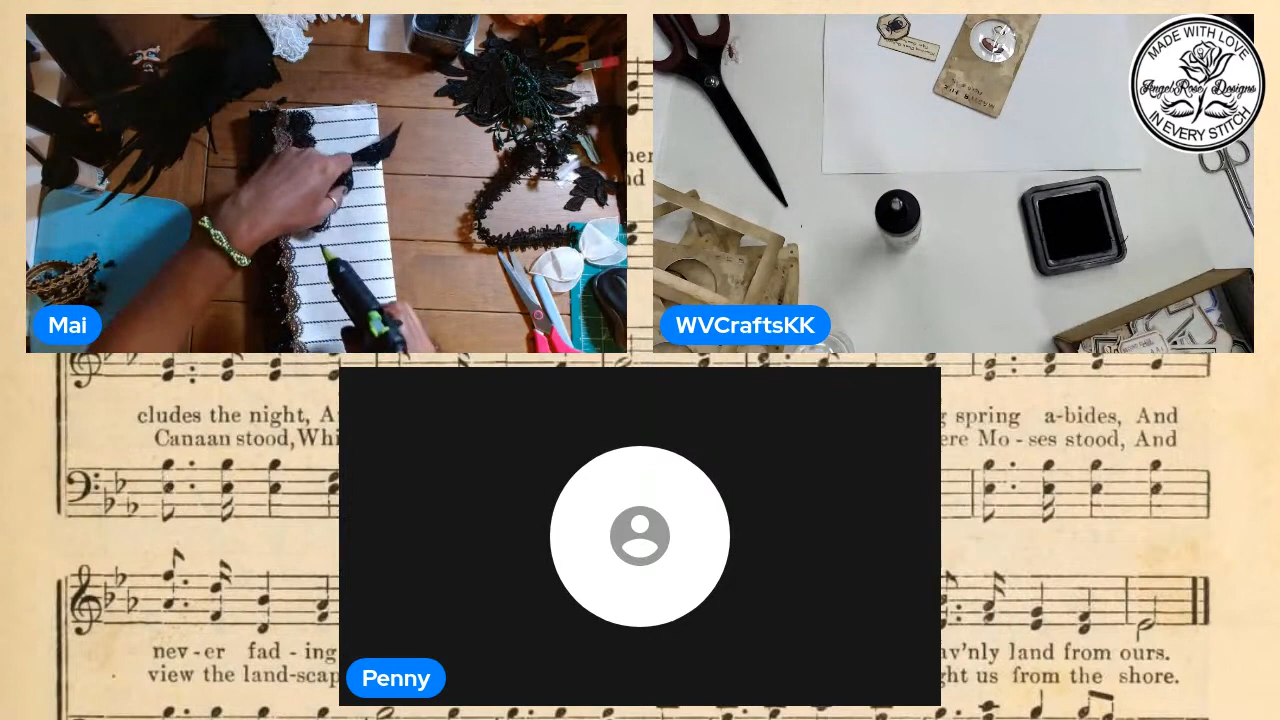 MADE WITH LOVE
AngelRose Designs
IN EVERY STITCH
Mai
WVCraftsKK
cludes the night,
g spring a-bides, And
Canaan stood, Whi
ere Mo - ses stood, And
Penny
nev - er fad - ing
av'nly land from ours.
view the land-scap
ght us from the shore.